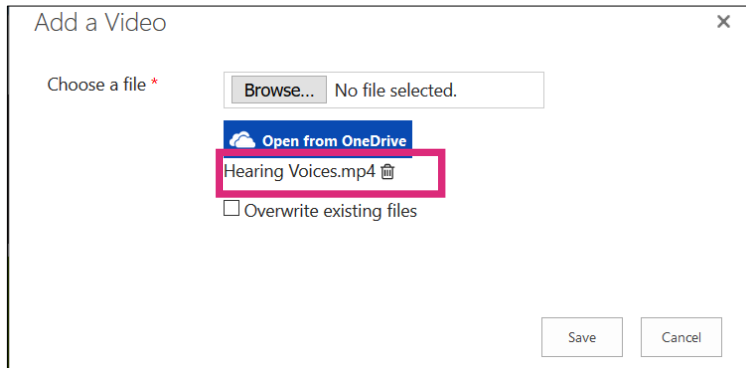 Add a Video
Choose a file *
Browse... No file selected.
Open from OneDrive
Hearing Voices.mp4
Overwrite existing files
Save Cancel